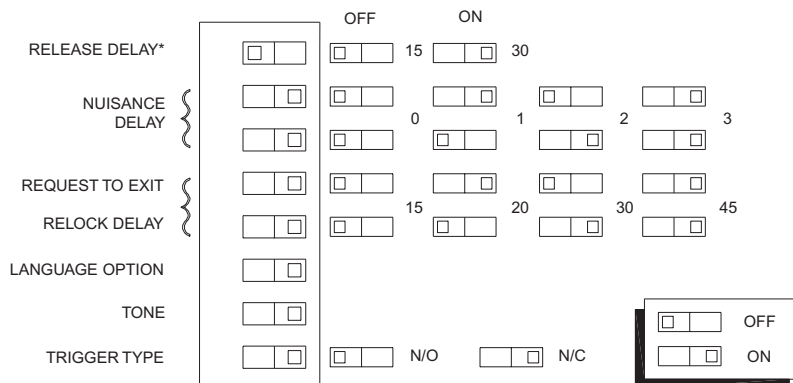 OFF ON
RELEASE DELAY* 15 30
NUISANCE
DELAY
0 1 2 3
REQUEST TO EXIT
15 20 30 45
RELOCK DELAY
LANGUAGE OPTION
TONE
OFF
TRIGGER TYPE N/O N/C ON